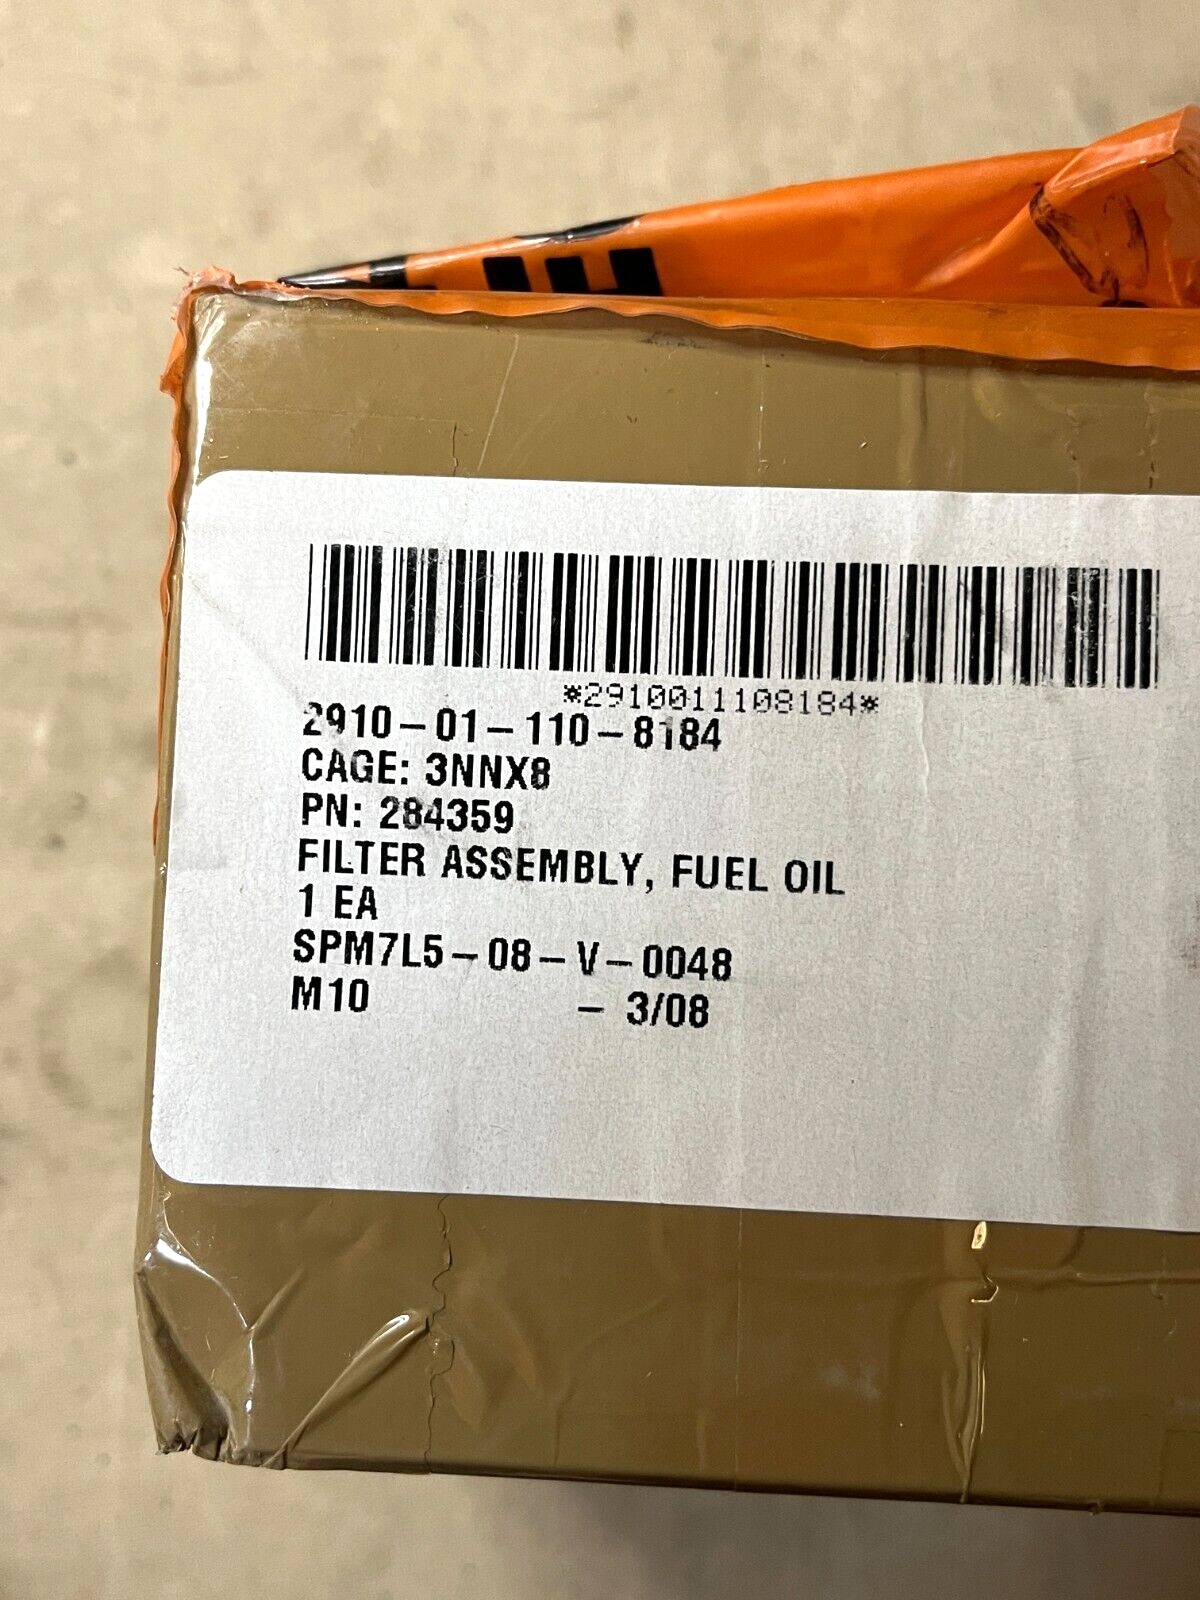 *2910011108184*
2910-01-110-8184
CAGE: 3NNX8
PN: 284359
FILTER ASSEMBLY, FUEL OIL
1 EA
SPM7L5-08-V-0048
M10 - 3/08